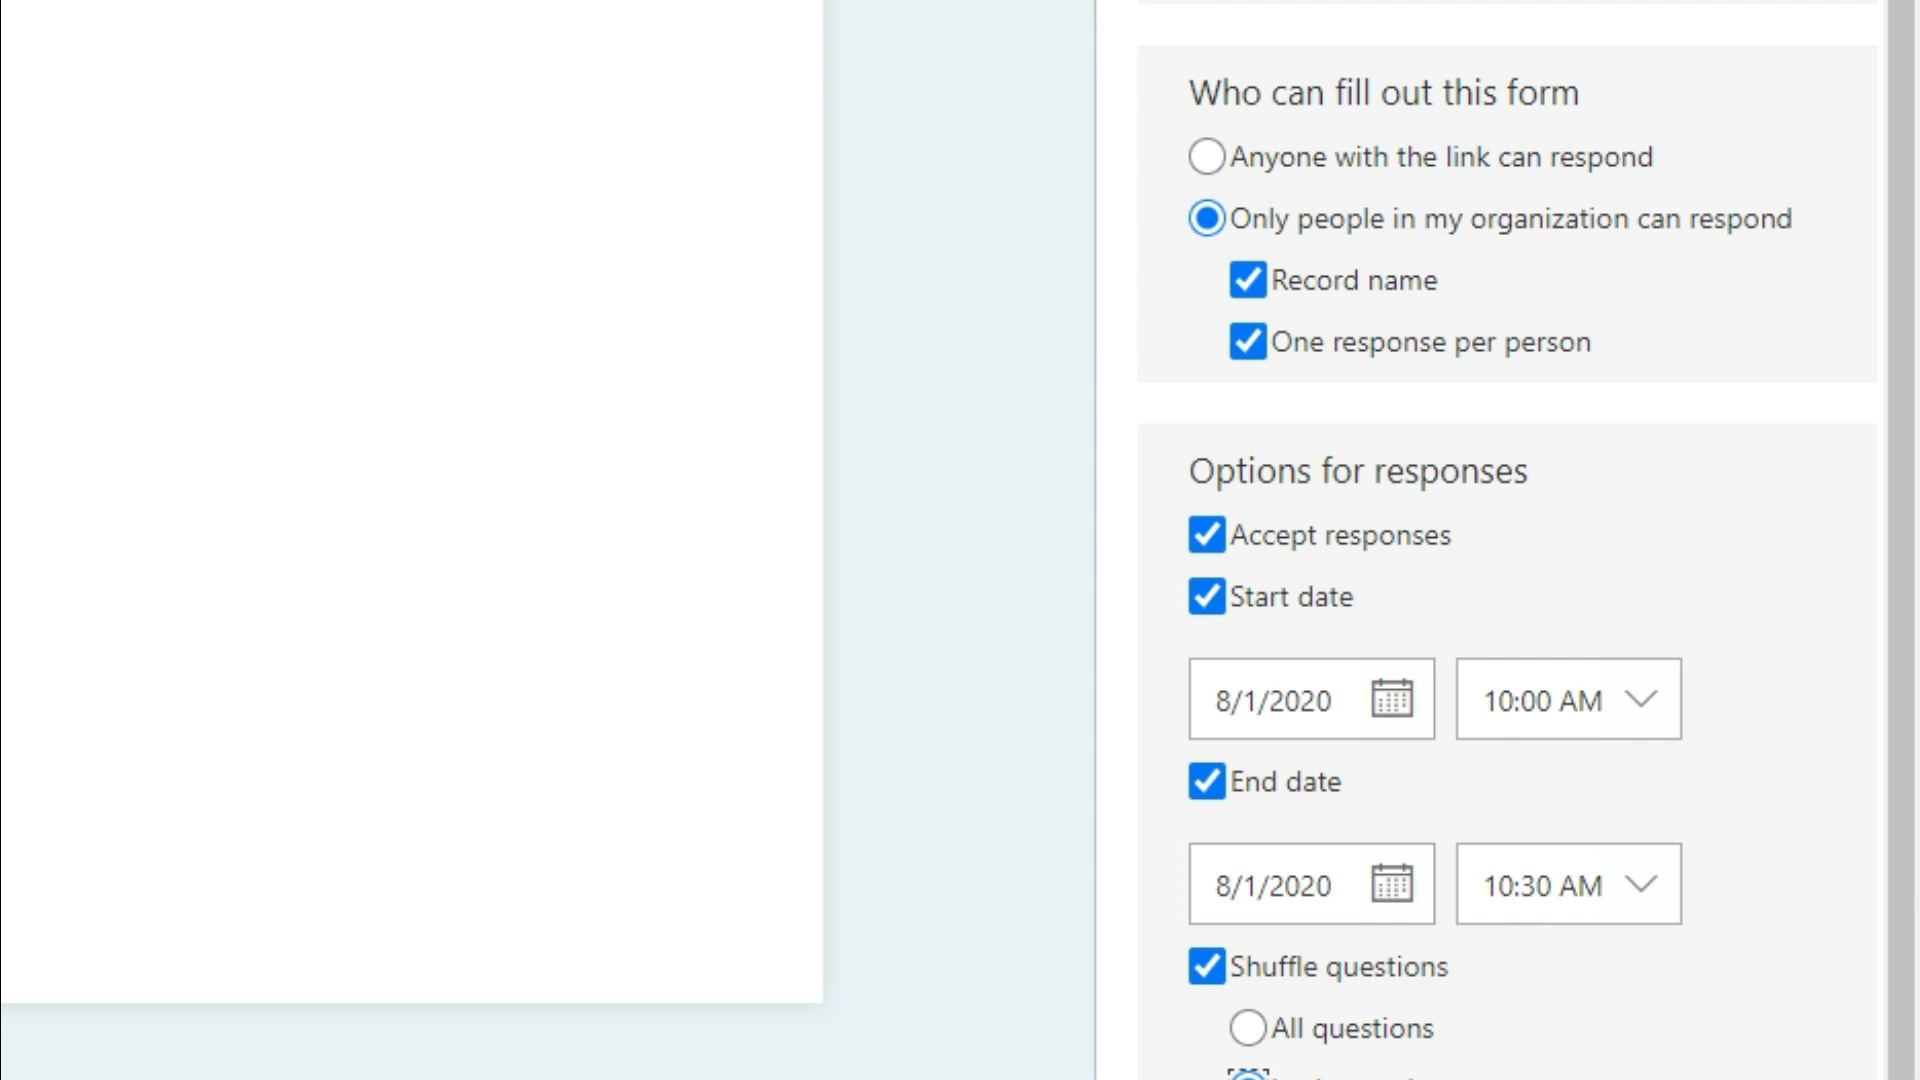 Who can fill out this form
Anyone with the link can respond
Only people in my organization can respond
Record name
One response per person
Options for responses
Accept responses
Start date
8/1/2020 10:00 AM
End date
8/1/2020 10:30 AM
Shuffle questions
All questions